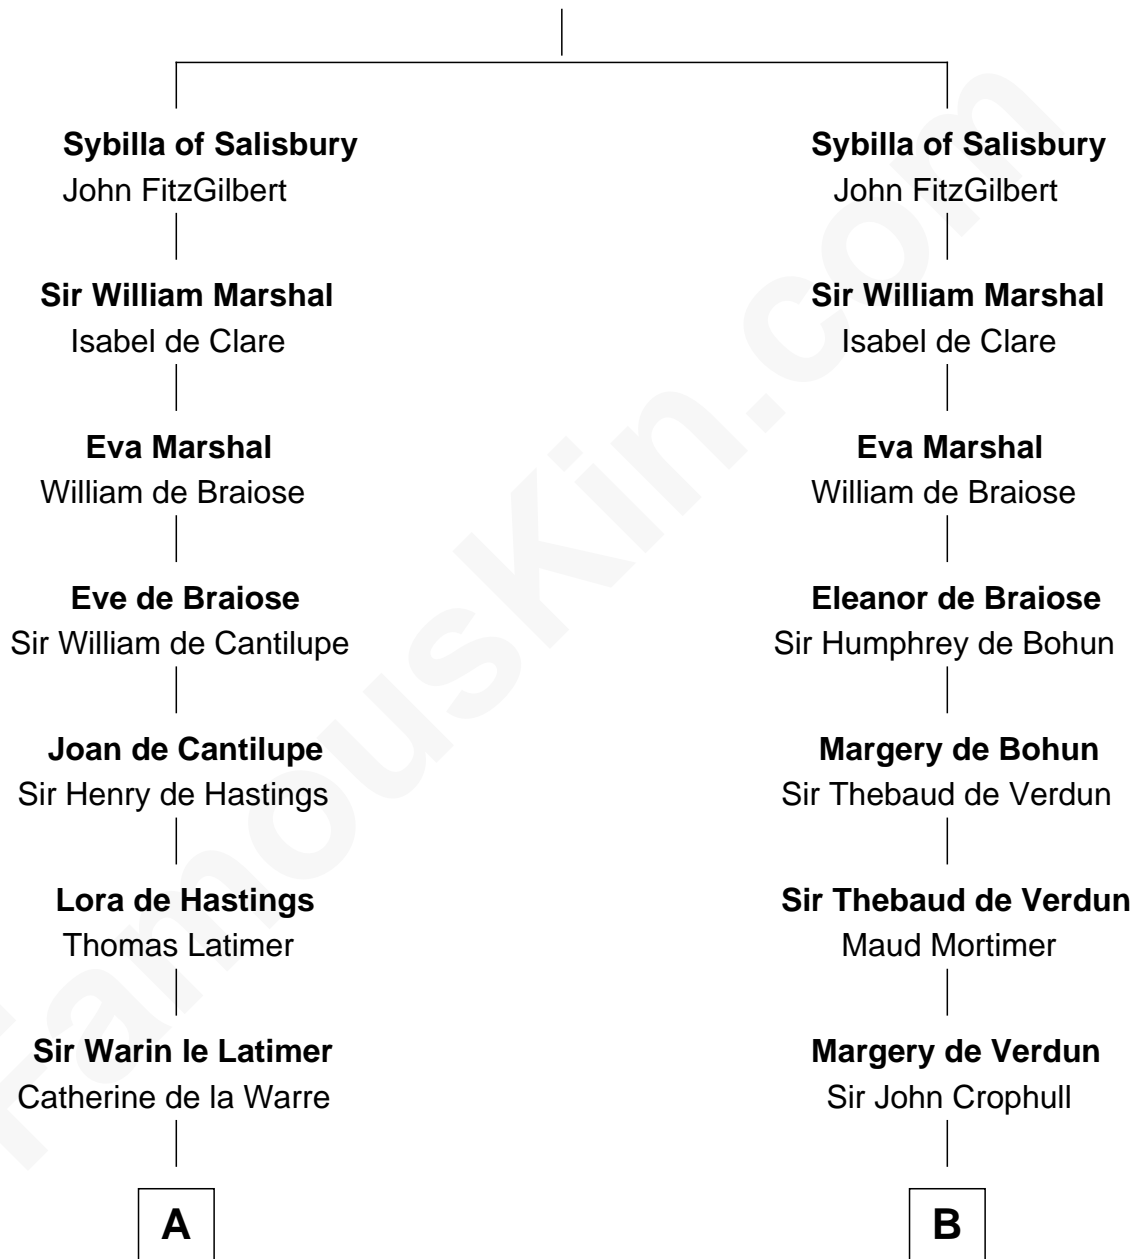 Sybilla of Salisbury
John FitzGilbert
Sir William Marshal
Isabel de Clare
Eva Marshal
William de Braiose
Eve de Braiose
Sir William de Cantilupe
Joan de Cantilupe
Sir Henry de Hastings
Lora de Hastings
Thomas Latimer
Sir Warin le Latimer
Catherine de la Warre
A
Sybilla of Salisbury
John FitzGilbert
Sir William Marshal
Isabel de Clare
Eva Marshal
William de Braiose
Eleanor de Braiose
Sir Humphrey de Bohun
Margery de Bohun
Sir Thebaud de Verdun
Sir Thebaud de Verdun
Maud Mortimer
Margery de Verdun
Sir John Crophull
B
FamousKin.com